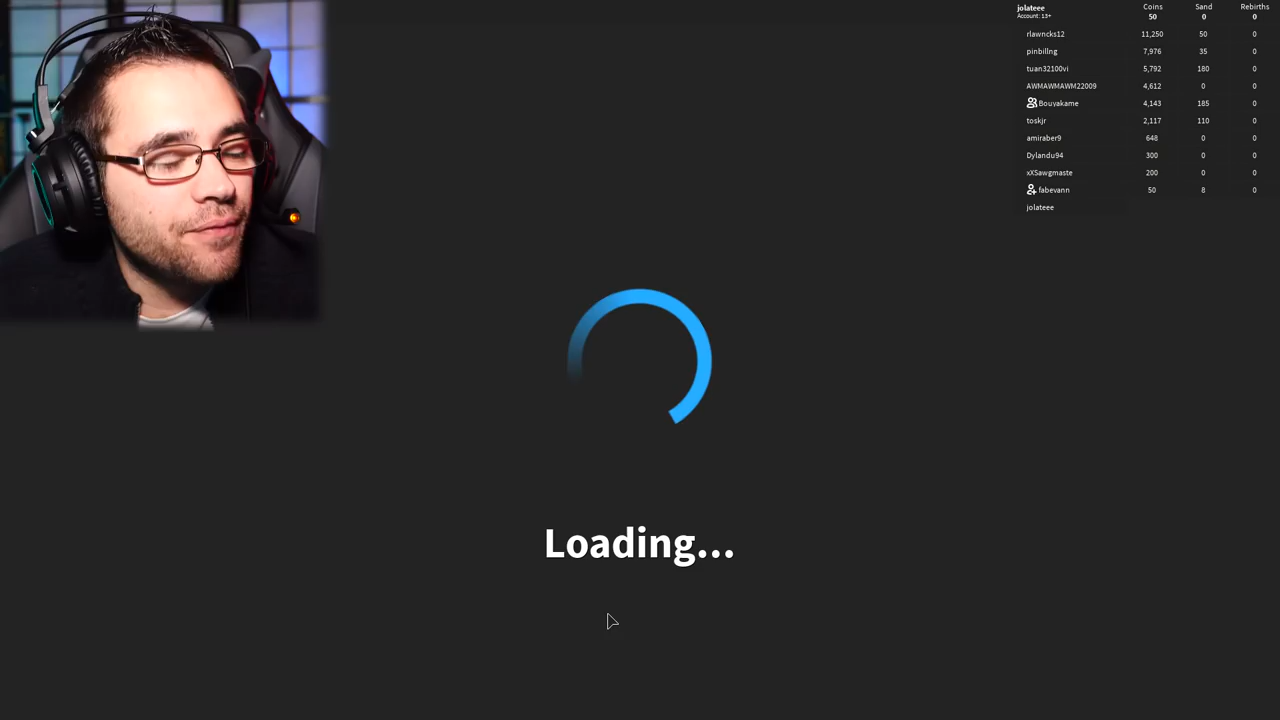 jolateee Coins Sand Rebirths
Account: 13+ 50 0 0
rlawncks12 11,250 50 0
pinbillng 7,976 35 0
tuan32100vi 5,792 180 0
AWMAWMAWM22009 4,612 0 0
Bouyakame 4,143 185 0
toskjr 2,117 110 0
amiraber9 648 0 0
Dylandu94 300 0 0
xXSawgmaste 200 0 0
fabevann 50 8 0
jolateee
Loading...